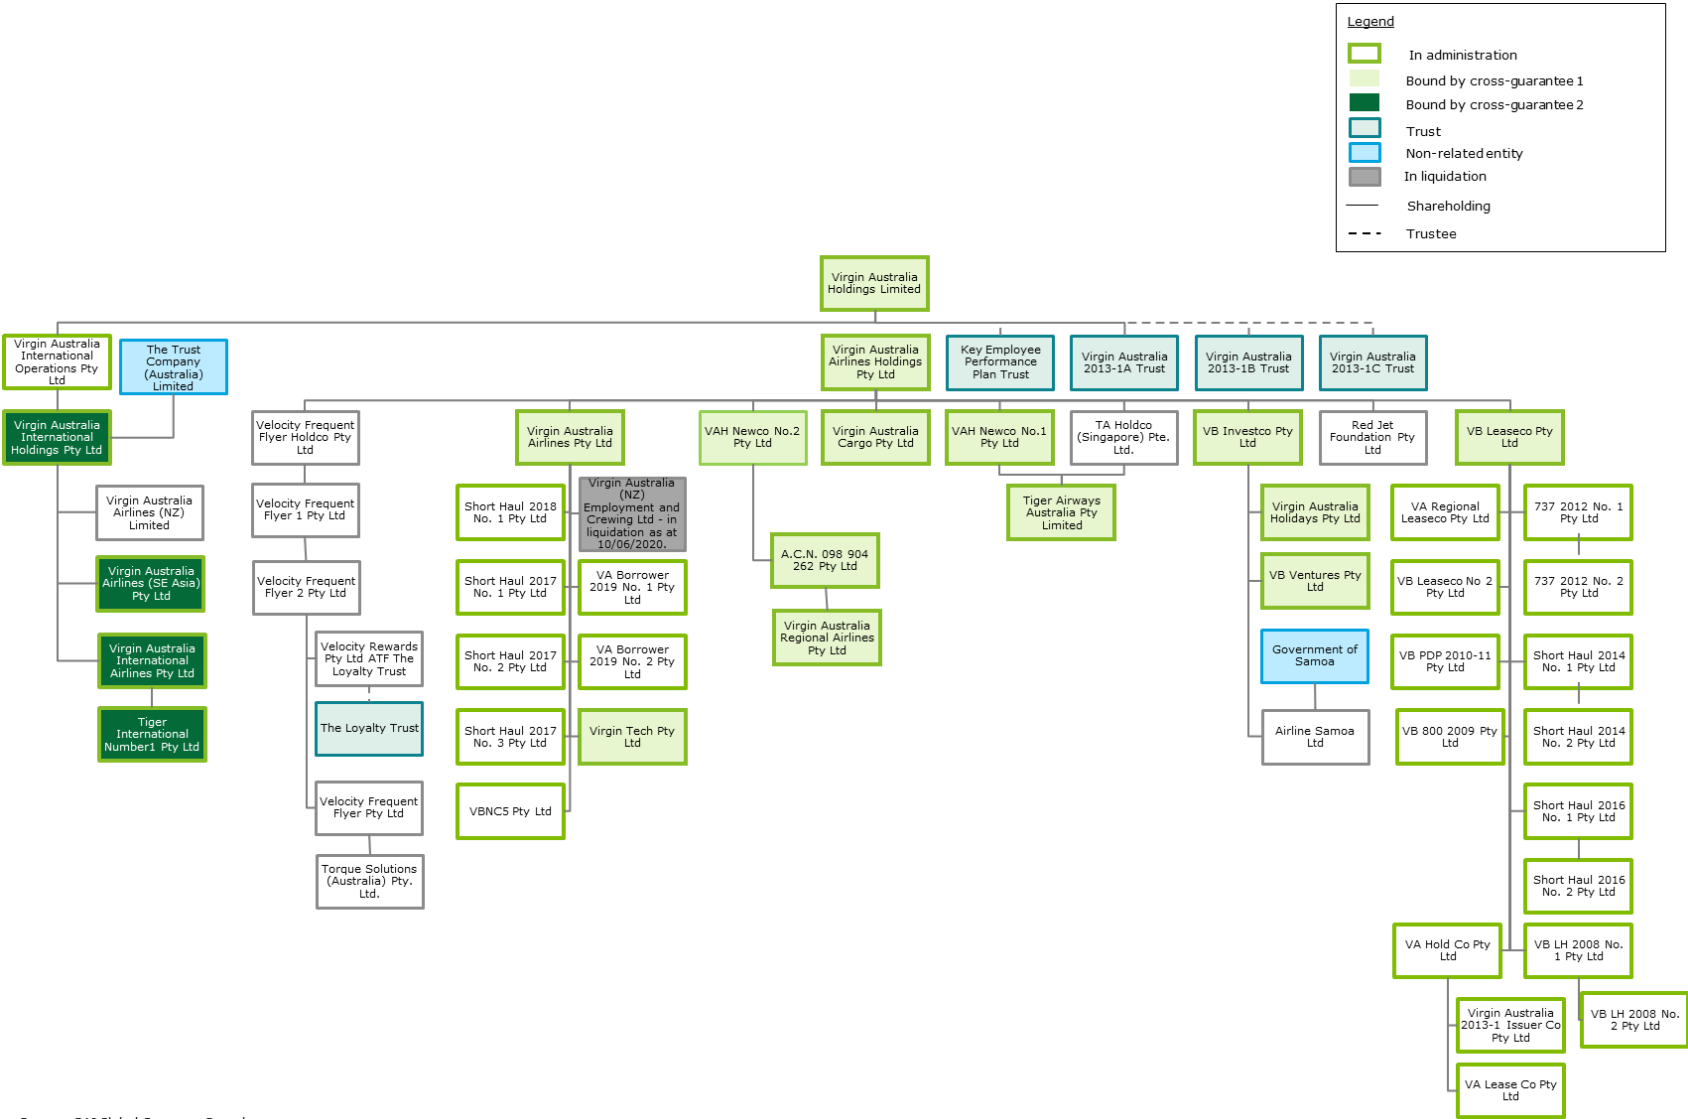 Legend
In administration
Bound by cross-guarantee 1
Bound by cross-guarantee 2
Trust
Non-related entity
In liquidation
Shareholding
Trustee
Virgin Australia
Holdings Limited
Virgin Australia
International
Operations Pty
Ltd
The Trust
Company
(Australia)
Limited
Virgin Australia
Airlines Holdings
Pty Ltd
Key Employee
Performance
Plan Trust
Virgin Australia
2013-1A Trust
Virgin Australia
2013-1B Trust
Virgin Australia
2013-1C Trust
Virgin Australia
International
Holdings Pty Ltd
Velocity Frequent
Flyer Holdco Pty
Ltd
Virgin Australia
Airlines Pty Ltd
VAH Newco No.2
Pty Ltd
Virgin Australia
Cargo Pty Ltd
VAH Newco No.1
Pty Ltd
TA Holdco
(Singapore) Pte.
Ltd.
VB Investco Pty
Ltd
Red Jet
Foundation Pty
Ltd
VB Leaseco Pty
Ltd
Virgin Australia
Airlines (NZ)
Limited
Velocity Frequent
Flyer 1 Pty Ltd
Short Haul 2018
No. 1 Pty Ltd
Virgin Australia
(NZ)
Employment and
Crewing Ltd - in
liquidation as at
10/06/2020.
Tiger Airways
Australia Pty
Limited
Virgin Australia
Holidays Pty Ltd
VA Regional
Leaseco Pty Ltd
737 2012 No. 1
Pty Ltd
Virgin Australia
Airlines (SE Asia)
Pty Ltd
Velocity Frequent
Flyer 2 Pty Ltd
Short Haul 2017
No. 1 Pty Ltd
VA Borrower
2019 No. 1 Pty
Ltd
A.C.N. 098 904
262 Pty Ltd
VB Ventures Pty
Ltd
VB Leaseco No 2
Pty Ltd
737 2012 No. 2
Pty Ltd
Virgin Australia
International
Airlines Pty Ltd
Velocity Rewards
Pty Ltd ATF The
Loyalty Trust
Short Haul 2017
No. 2 Pty Ltd
VA Borrower
2019 No. 2 Pty
Ltd
Virgin Australia
Regional Airlines
Pty Ltd
Government of
Samoa
VB PDP 2010-11
Pty Ltd
Short Haul 2014
No. 1 Pty Ltd
Tiger
International
Number1 Pty Ltd
The Loyalty Trust
Short Haul 2017
No. 3 Pty Ltd
Virgin Tech Pty
Ltd
Airline Samoa
Ltd
VB 800 2009 Pty
Ltd
Short Haul 2014
No. 2 Pty Ltd
Velocity Frequent
Flyer Pty Ltd
VBNC5 Pty Ltd
Short Haul 2016
No. 1 Pty Ltd
Torque Solutions
(Australia) Pty.
Ltd.
Short Haul 2016
No. 2 Pty Ltd
VA Hold Co Pty
Ltd
VB LH 2008 No.
1 Pty Ltd
Virgin Australia
2013-1 Issuer Co
Pty Ltd
VB LH 2008 No.
2 Pty Ltd
VA Lease Co Pty
Ltd